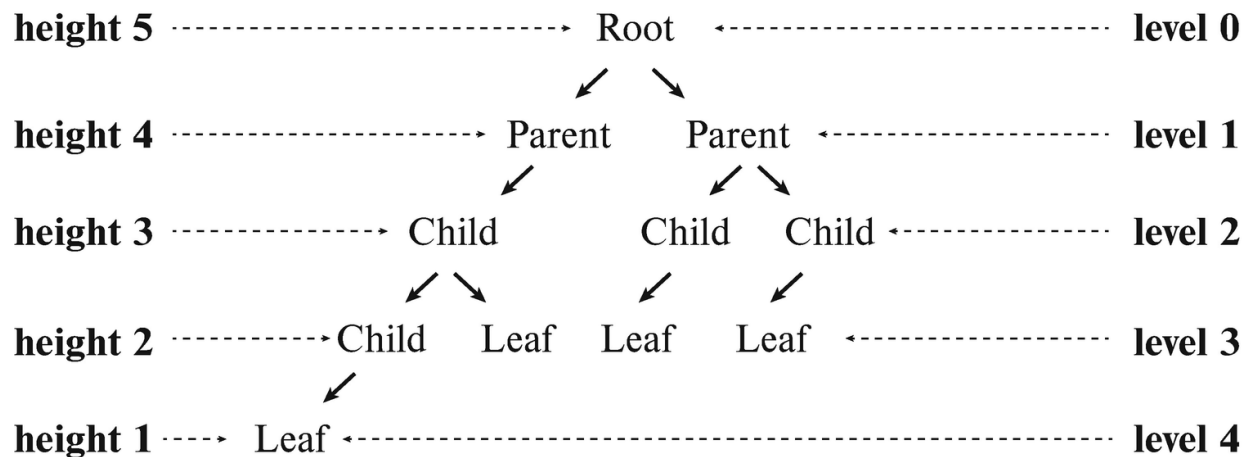 height 5 Root level 0
height 4 Parent Parent level 1
height 3 Child Child Child level 2
height 2 Child Leaf Leaf Leaf level 3
height 1 Leaf level 4